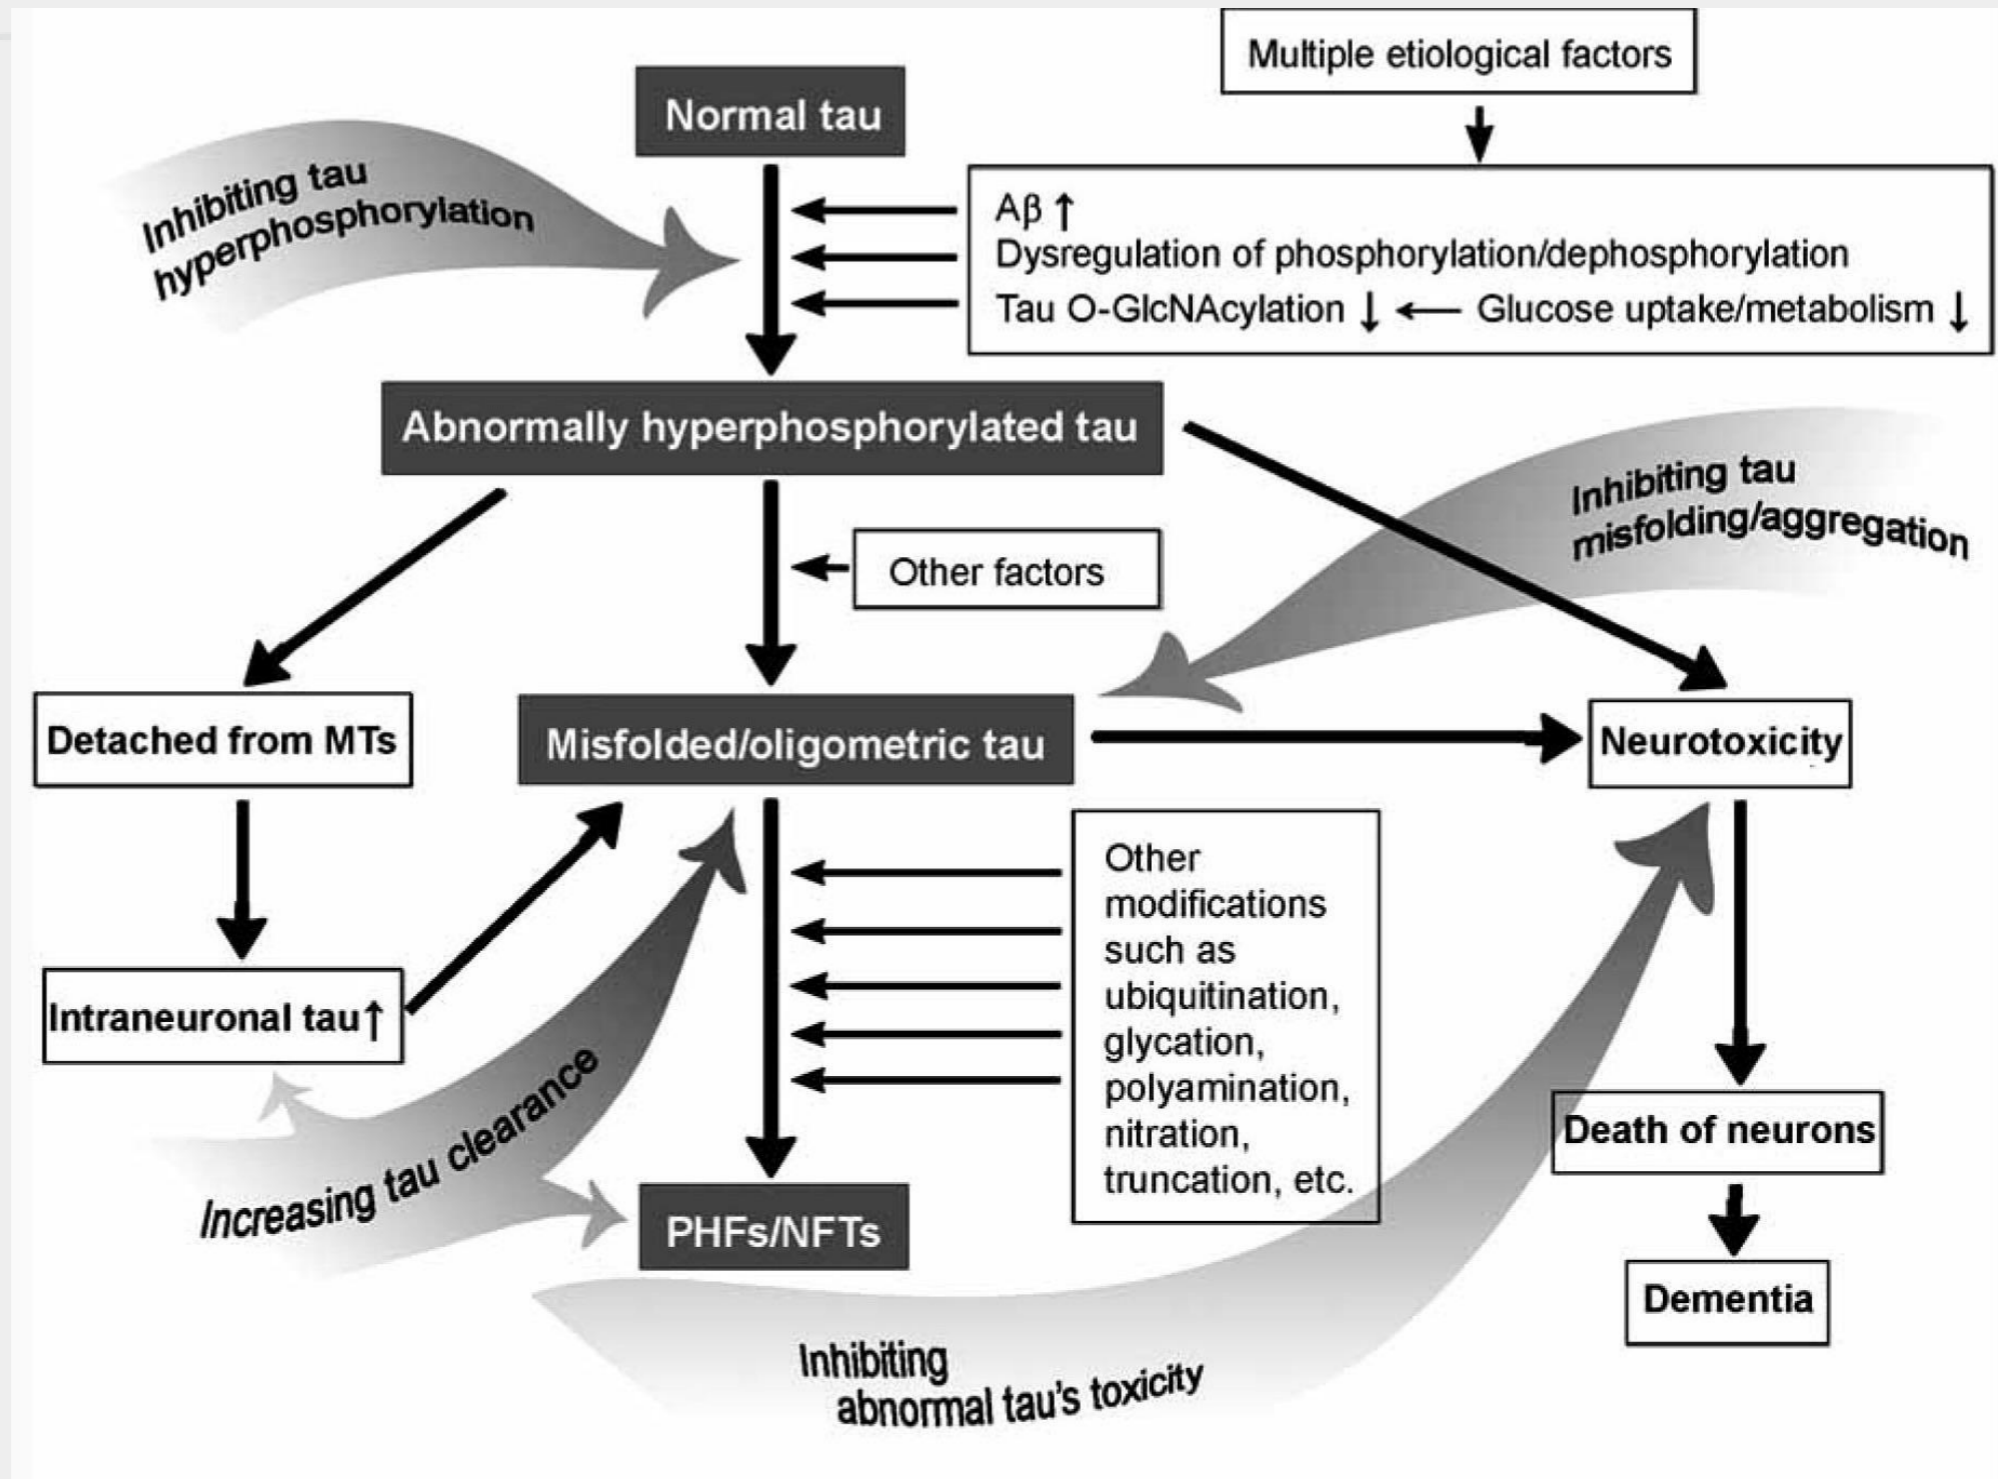 Multiple etiological factors
Normal tau
Inhibiting tau
hyperphosphorylation
Aβ ↑
Dysregulation of phosphorylation/dephosphorylation
Tau O-GlcNAcylation ↓ ← Glucose uptake/metabolism ↓
Abnormally hyperphosphorylated tau
Inhibiting tau
misfolding/aggregation
Other factors
Detached from MTs
Misfolded/oligometric tau
Neurotoxicity
Other
modifications
such as
ubiquitination,
glycation,
polyamination,
nitration,
truncation, etc.
Intraneuronal tau↑
Increasing tau clearance
Death of neurons
PHFs/NFTs
Dementia
Inhibiting
abnormal tau's toxicity